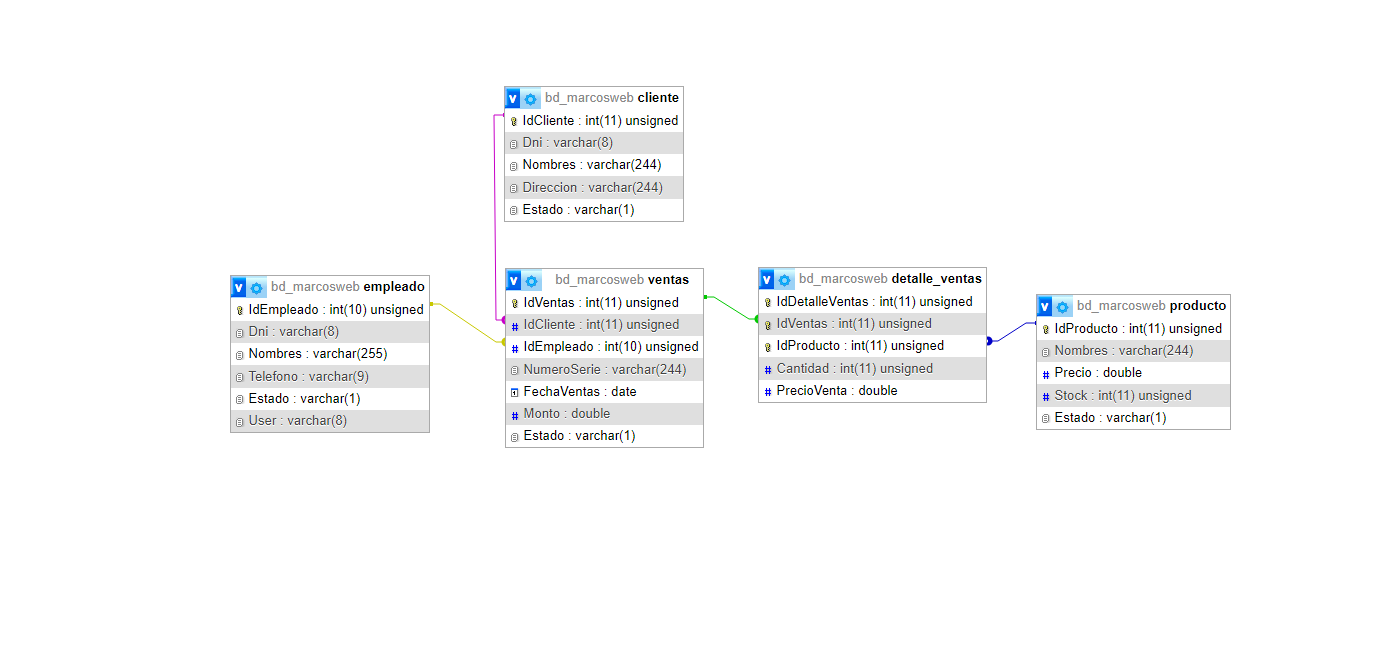 bd_marcosweb cliente
IdCliente : int(11) unsigned
Dni : varchar(8)
Nombres : varchar(244)
Direccion : varchar(244)
Estado : varchar(1)
bd_marcosweb empleado
IdEmpleado : int(10) unsigned
Dni : varchar(8)
Nombres : varchar(255)
Telefono : varchar(9)
Estado : varchar(1)
User : varchar(8)
bd_marcosweb ventas
IdVentas : int(11) unsigned
IdCliente : int(11) unsigned
IdEmpleado : int(10) unsigned
NumeroSerie : varchar(244)
FechaVentas : date
Monto : double
Estado : varchar(1)
bd_marcosweb detalle_ventas
IdDetalleVentas : int(11) unsigned
IdVentas : int(11) unsigned
IdProducto : int(11) unsigned
Cantidad : int(11) unsigned
PrecioVenta : double
bd_marcosweb producto
IdProducto : int(11) unsigned
Nombres : varchar(244)
Precio : double
Stock : int(11) unsigned
Estado : varchar(1)